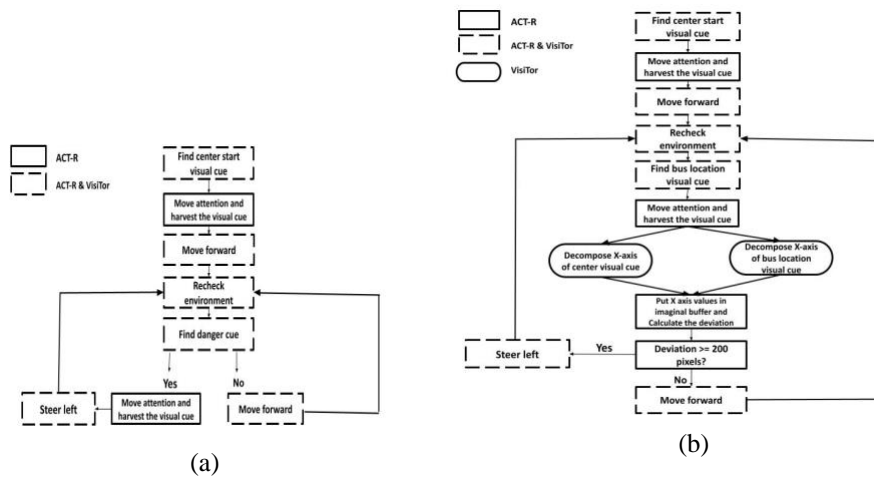 ACT-R
ACT-R & VisiTor
Find center start
visual cue
Move attention and
harvest the visual cue
Move forward
Recheck
environment
Find danger cue
Yes
No
Steer left
Move attention and
harvest the visual cue
Move forward
(a)
ACT-R
ACT-R & VisiTor
VisiTor
Find center start
visual cue
Move attention and
harvest the visual cue
Move forward
Recheck
environment
Find bus location
visual cue
Move attention and
harvest the visual cue
Decompose X-axis
of center visual cue
Decompose X-axis
of bus location
visual cue
Put X axis values in
imaginal buffer and
Calculate the deviation
Steer left
Yes
Deviation >= 200
pixels?
No
Move forward
(b)